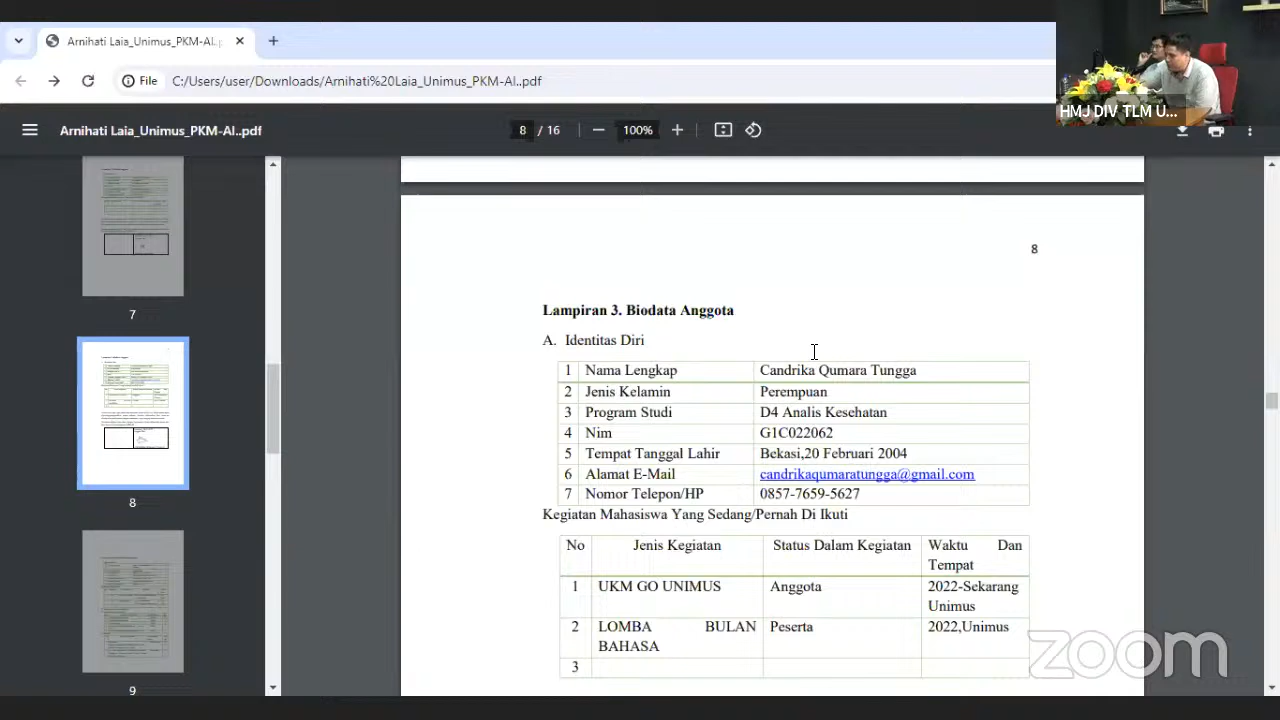 Arnihati Laia_Unimus_PKM-AI..
File C:/Users/user/Downloads/Arnihati%20Laia_Unimus_PKM-AI..pdf
HMJ DIV TLM U...
Arnihati Laia_Unimus_PKM-AI..pdf
8 / 16
100%
7
8
9
8
Lampiran 3. Biodata Anggota
A. Identitas Diri
1 Nama Lengkap Candrika Qumara Tungga
2 Jenis Kelamin Perempuan
3 Program Studi D4 Analis Kesehatan
4 Nim G1C022062
5 Tempat Tanggal Lahir Bekasi,20 Februari 2004
6 Alamat E-Mail candrikaqumaratungga@gmail.com
7 Nomor Telepon/HP 0857-7659-5627
Kegiatan Mahasiswa Yang Sedang/Pernah Di Ikuti
No Jenis Kegiatan Status Dalam Kegiatan Waktu Dan
Tempat
1 UKM GO UNIMUS Anggota 2022-Sekarang
Unimus
2 LOMBA BULAN Peserta 2022,Unimus
BAHASA
3
zoom